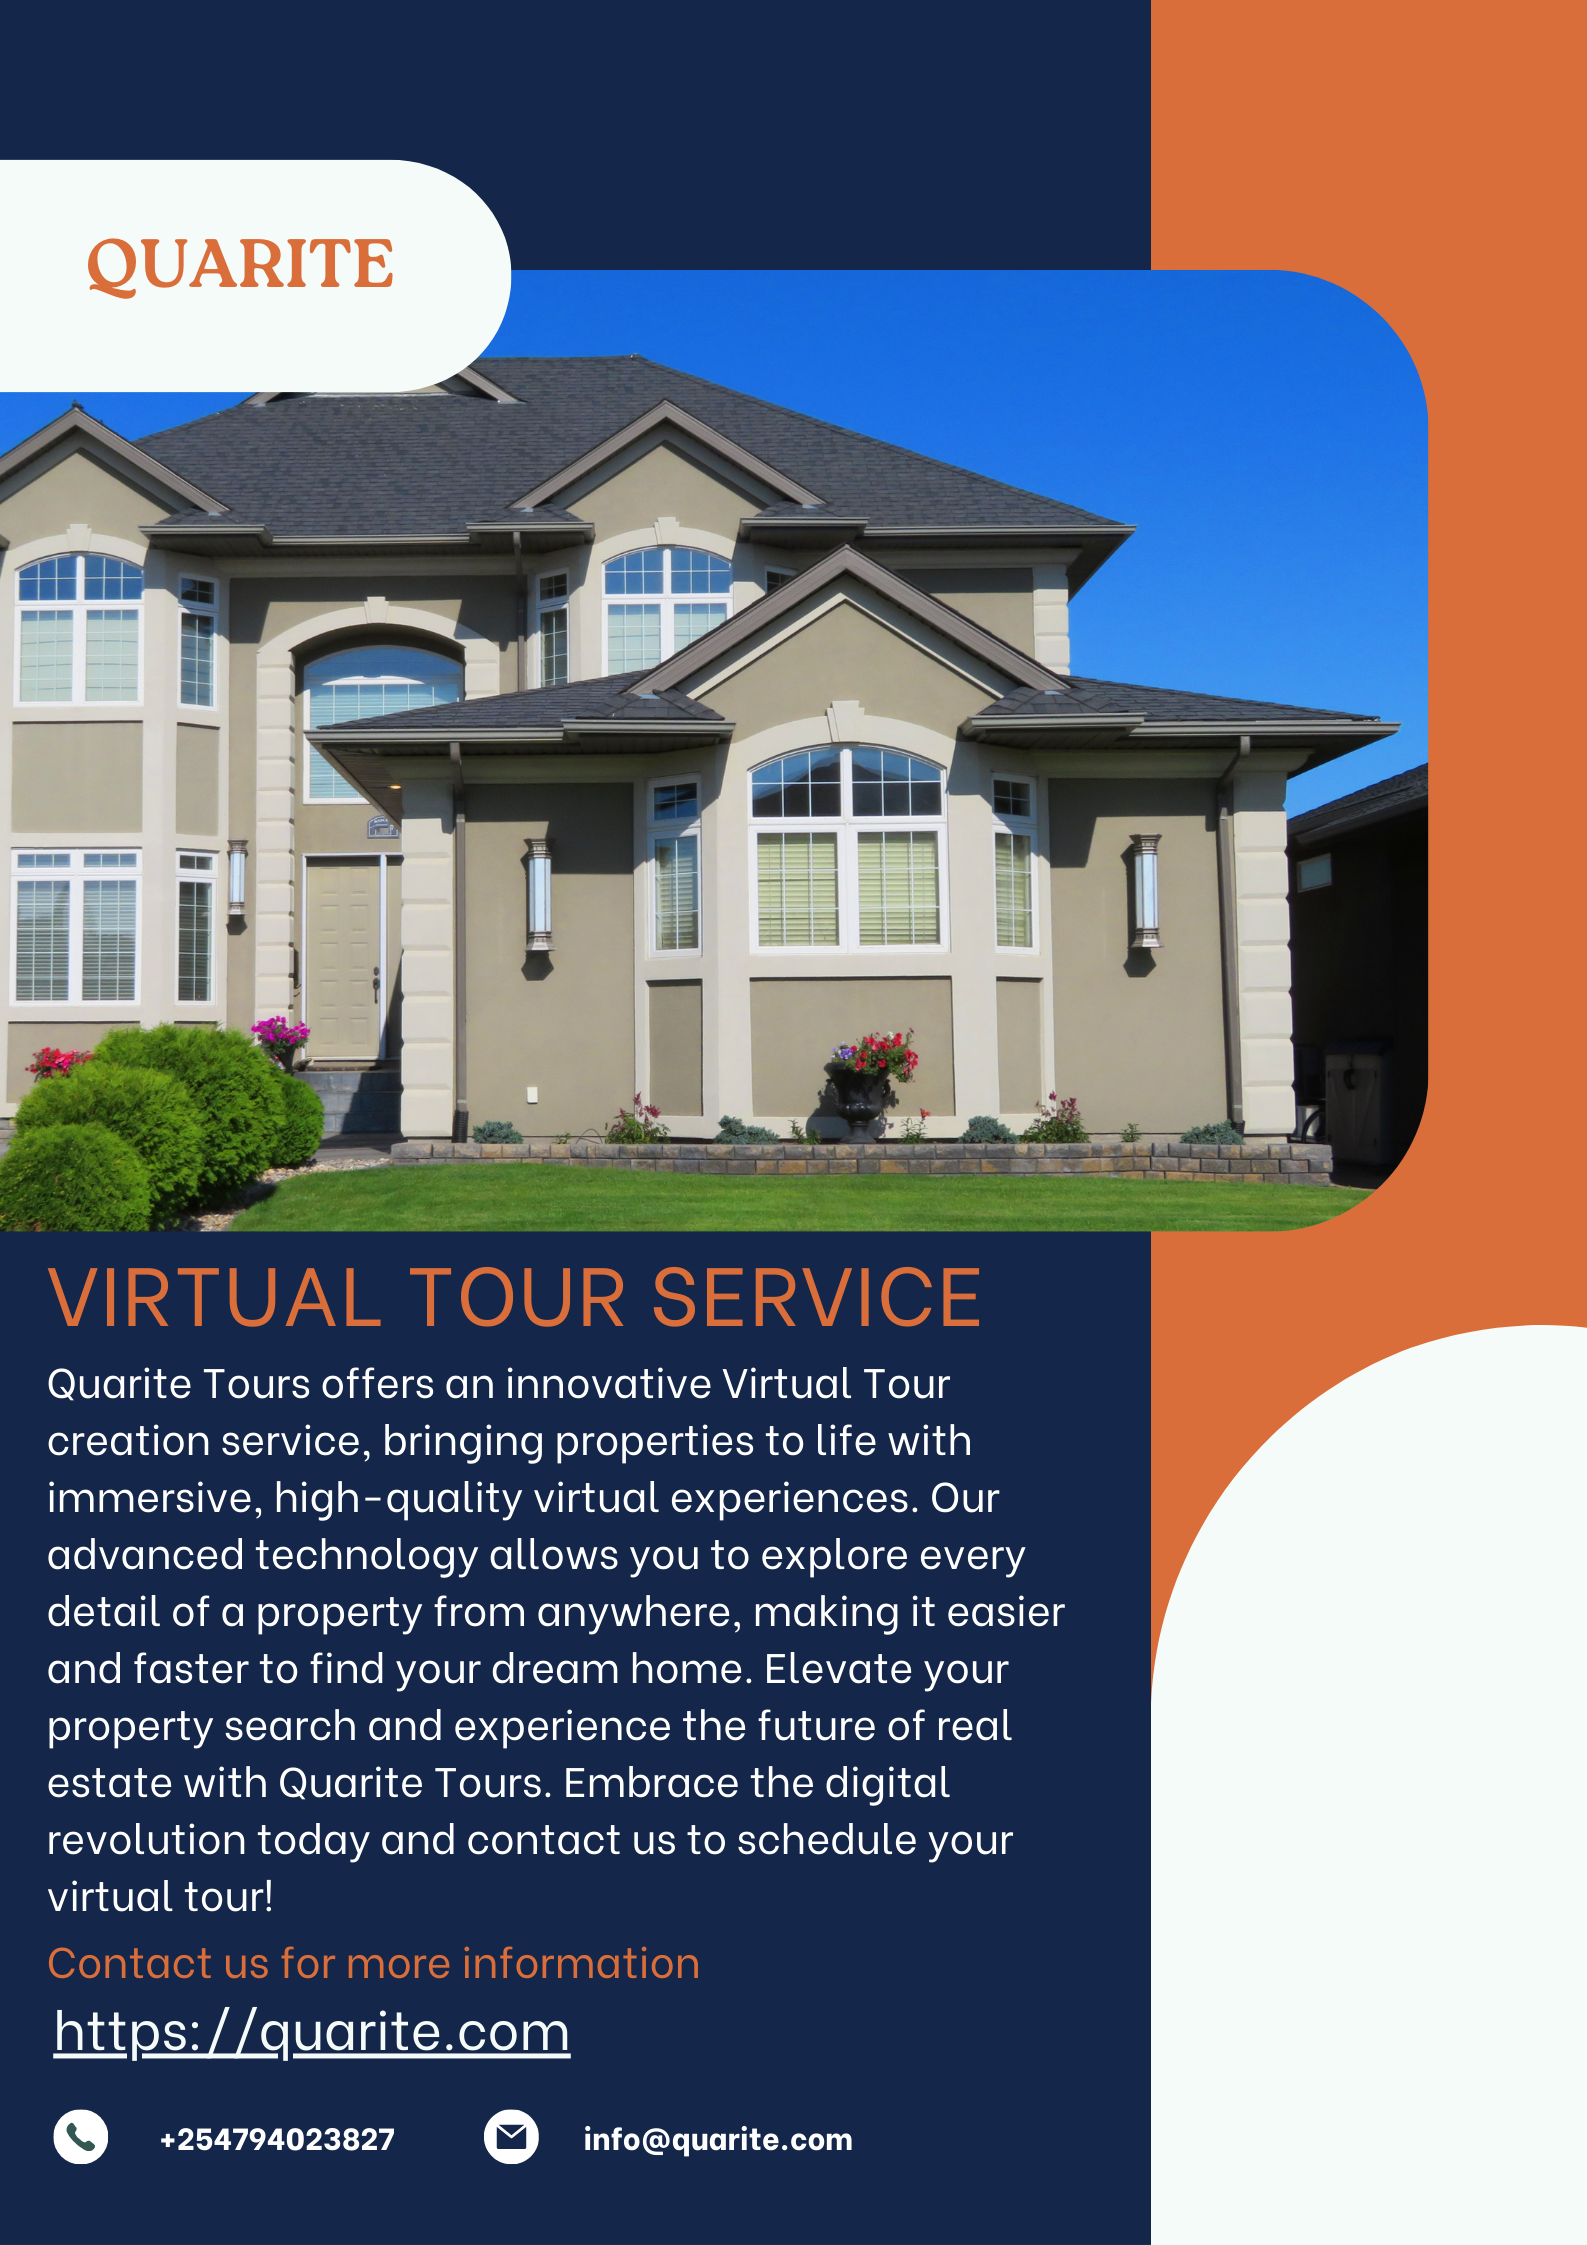 QUARITE
VIRTUAL TOUR SERVICE
Quarite Tours offers an innovative Virtual Tour
creation service, bringing properties to life with
immersive, high-quality virtual experiences. Our
advanced technology allows you to explore every
detail of a property from anywhere, making it easier
and faster to find your dream home. Elevate your
property search and experience the future of real
estate with Quarite Tours. Embrace the digital
revolution today and contact us to schedule your
virtual tour!
Contact us for more information
https://quarite.com
+254794023827 info@quarite.com